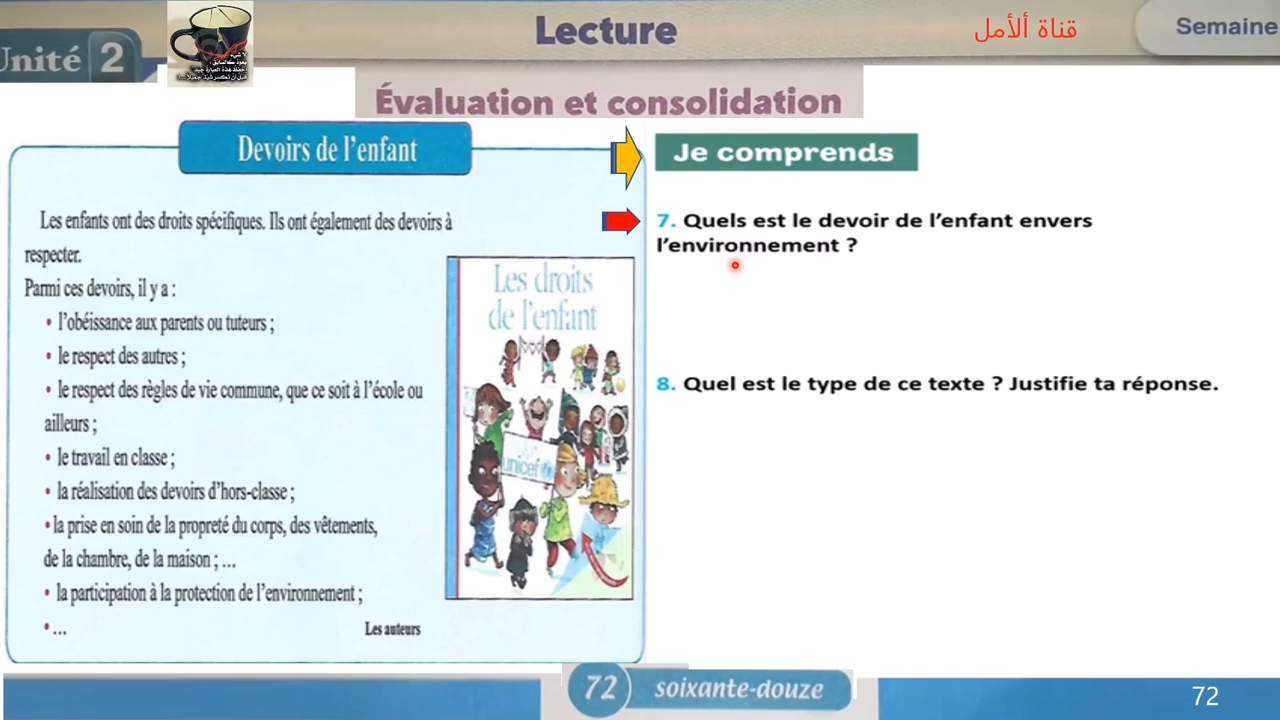 Unité 2
Lecture
قناة ألأمل
Semaine
Évaluation et consolidation
Devoirs de l'enfant
Les enfants ont des droits spécifiques. Ils ont également des devoirs à
respecter.
Parmi ces devoirs, il y a :
• l'obéissance aux parents ou tuteurs ;
• le respect des autres ;
• le respect des règles de vie commune, que ce soit à l'école ou
ailleurs ;
• le travail en classe ;
• la réalisation des devoirs d'hors-classe ;
• la prise en soin de la propreté du corps, des vêtements,
de la chambre, de la maison ; ...
• la participation à la protection de l'environnement ;
• ...
Les auteurs
Les droits
de l'enfant
unicef
Je comprends
7. Quels est le devoir de l'enfant envers
l'environnement ?
8. Quel est le type de ce texte ? Justifie ta réponse.
72 soixante-douze
72